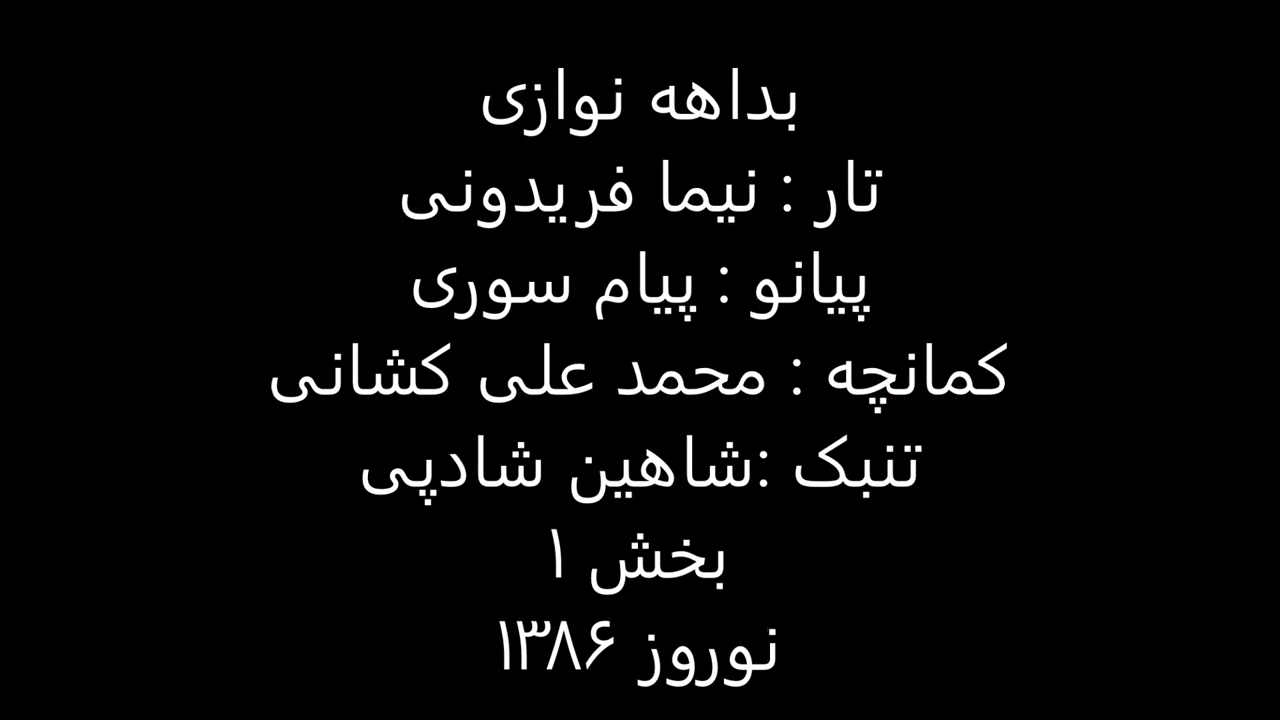 بداهه نوازی
تار : نیما فریدونی
پیانو : پیام سوری
کمانچه : محمد علی کشانی
تنبک :شاهین شادپی
بخش ۱
نوروز ۱۳۸۶